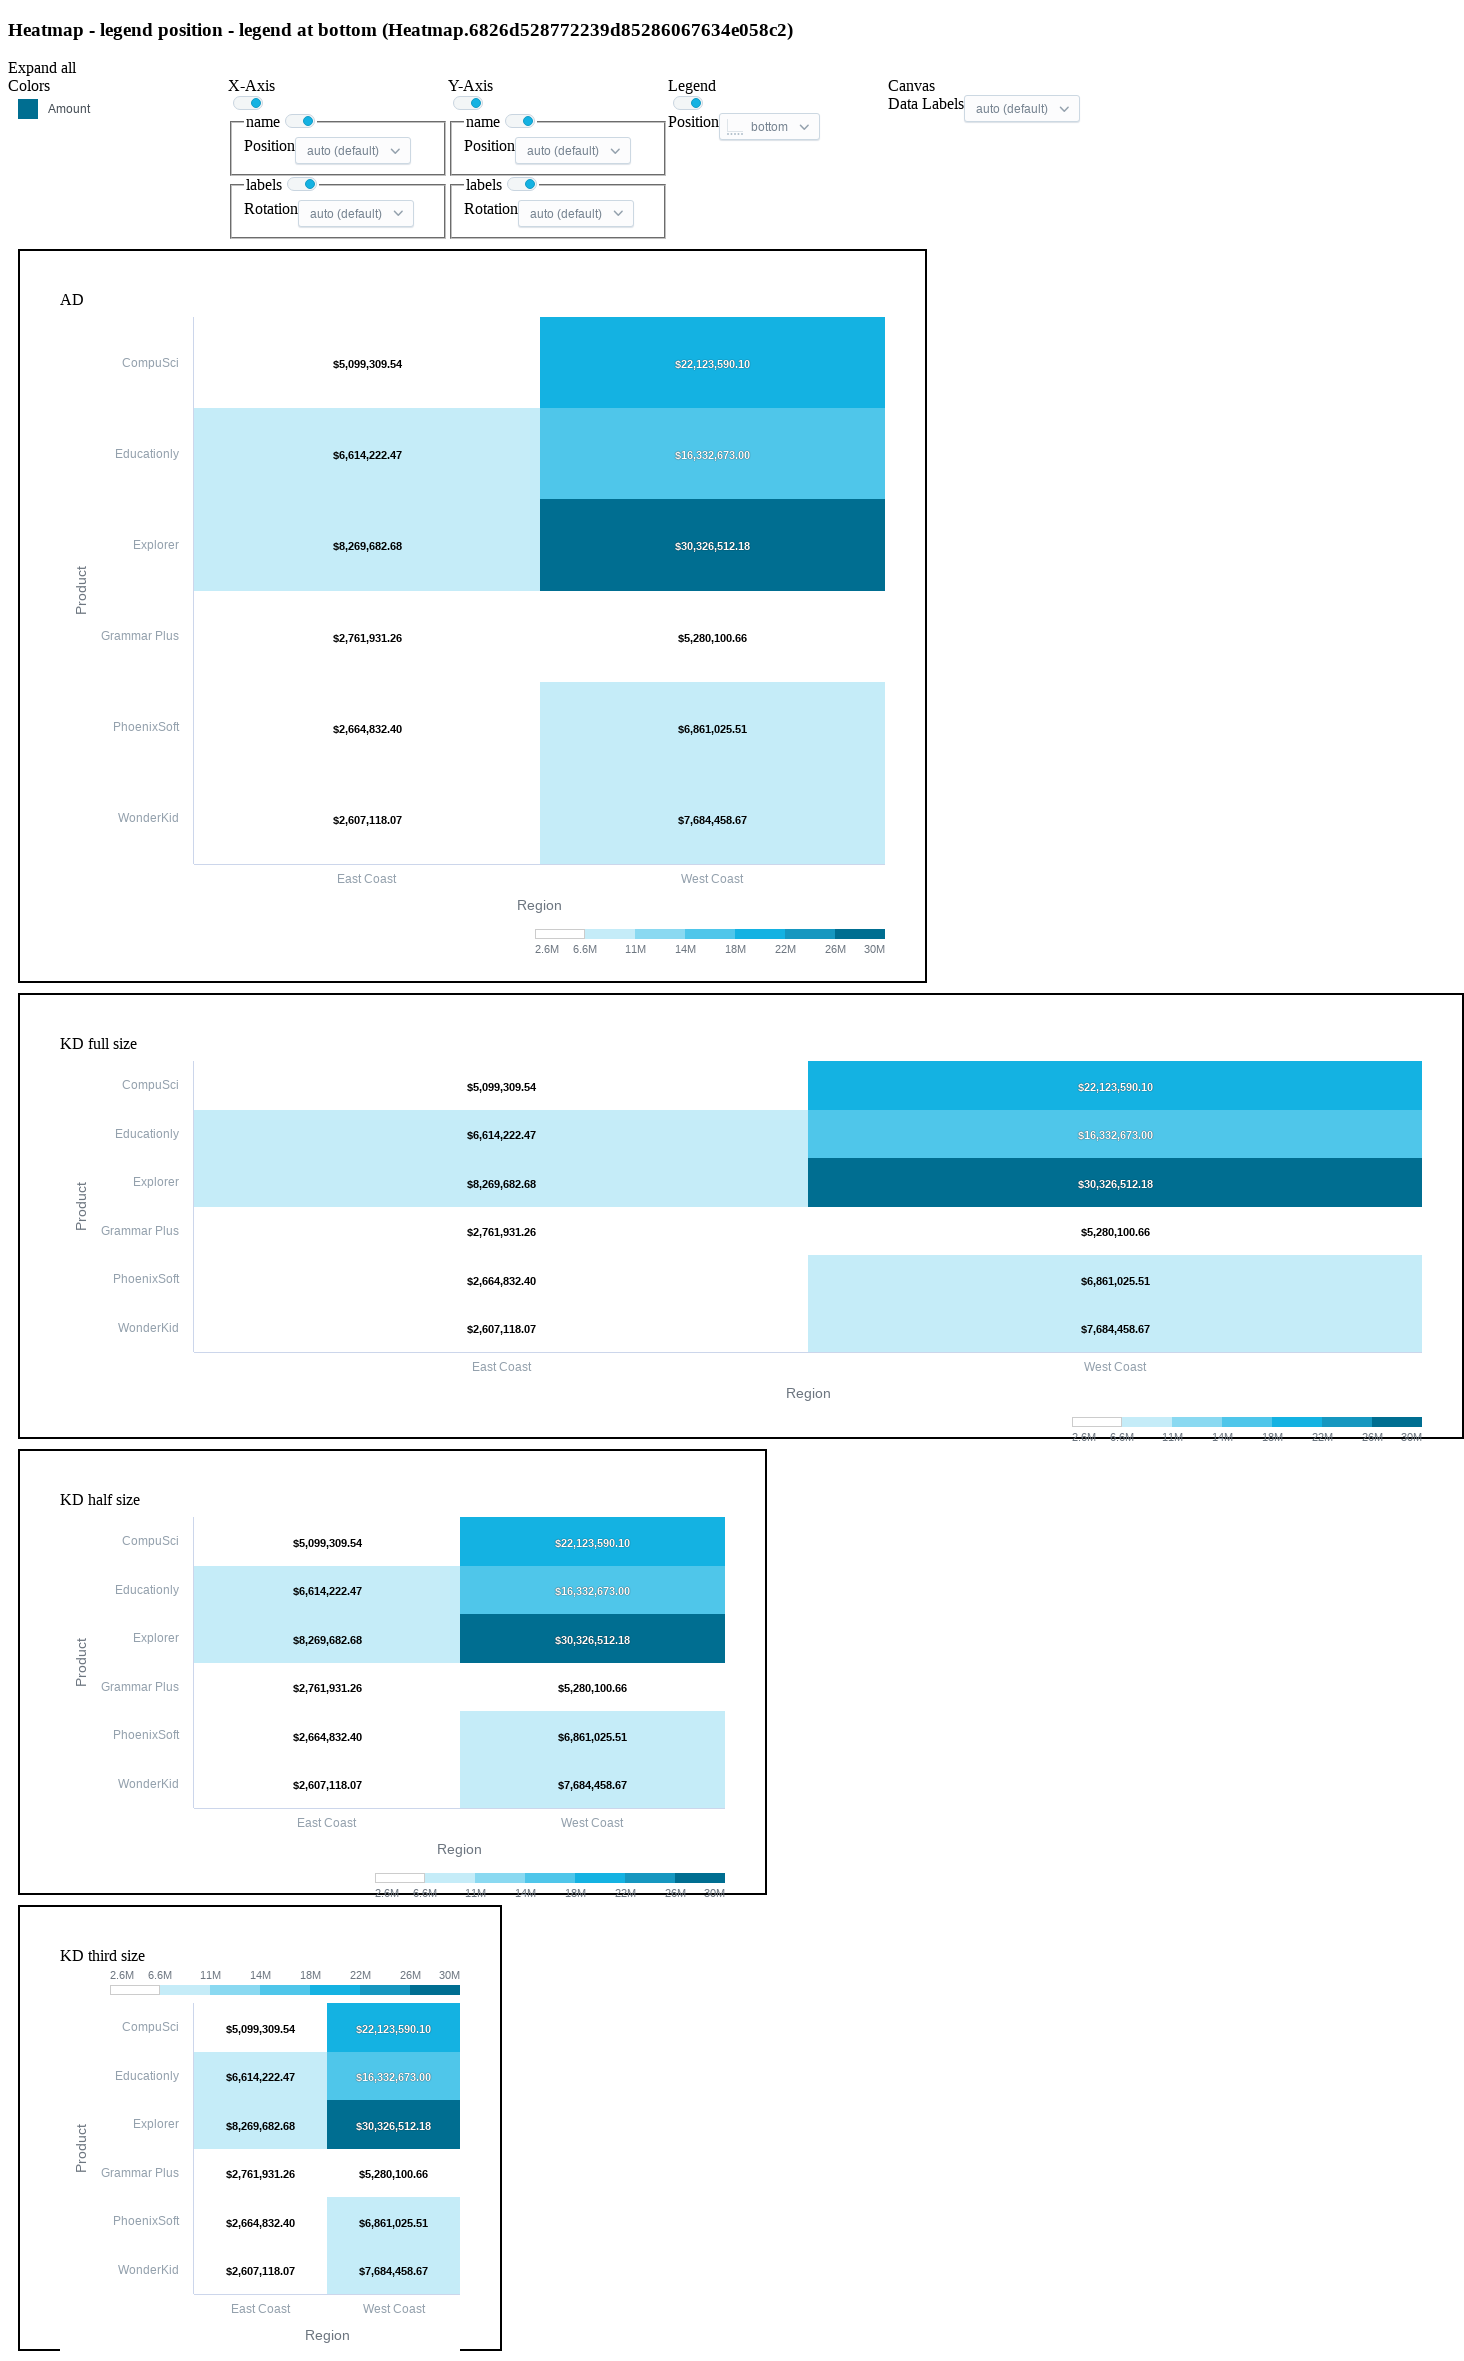 Heatmap - legend position - legend at bottom (Heatmap.6826d528772239d85286067634e058c2)
Expand all
Colors
Amount
X-Axis
name
Position auto (default)
labels
Rotation auto (default)
Y-Axis
name
Position auto (default)
labels
Rotation auto (default)
Legend
Position bottom
Canvas
Data Labels auto (default)
AD
Product
CompuSci $5,099,309.54 $22,123,590.10
Educationly $6,614,222.47 $16,332,673.00
Explorer $8,269,682.68 $30,326,512.18
Grammar Plus $2,761,931.26 $5,280,100.66
PhoenixSoft $2,664,832.40 $6,861,025.51
WonderKid $2,607,118.07 $7,684,458.67
East Coast West Coast
Region
2.6M 6.6M 11M 14M 18M 22M 26M 30M
KD full size
Product
CompuSci $5,099,309.54 $22,123,590.10
Educationly $6,614,222.47 $16,332,673.00
Explorer $8,269,682.68 $30,326,512.18
Grammar Plus $2,761,931.26 $5,280,100.66
PhoenixSoft $2,664,832.40 $6,861,025.51
WonderKid $2,607,118.07 $7,684,458.67
East Coast West Coast
Region
2.6M 6.6M 11M 14M 18M 22M 26M 30M
KD half size
Product
CompuSci $5,099,309.54 $22,123,590.10
Educationly $6,614,222.47 $16,332,673.00
Explorer $8,269,682.68 $30,326,512.18
Grammar Plus $2,761,931.26 $5,280,100.66
PhoenixSoft $2,664,832.40 $6,861,025.51
WonderKid $2,607,118.07 $7,684,458.67
East Coast West Coast
Region
2.6M 6.6M 11M 14M 18M 22M 26M 30M
KD third size
2.6M 6.6M 11M 14M 18M 22M 26M 30M
Product
CompuSci $5,099,309.54 $22,123,590.10
Educationly $6,614,222.47 $16,332,673.00
Explorer $8,269,682.68 $30,326,512.18
Grammar Plus $2,761,931.26 $5,280,100.66
PhoenixSoft $2,664,832.40 $6,861,025.51
WonderKid $2,607,118.07 $7,684,458.67
East Coast West Coast
Region